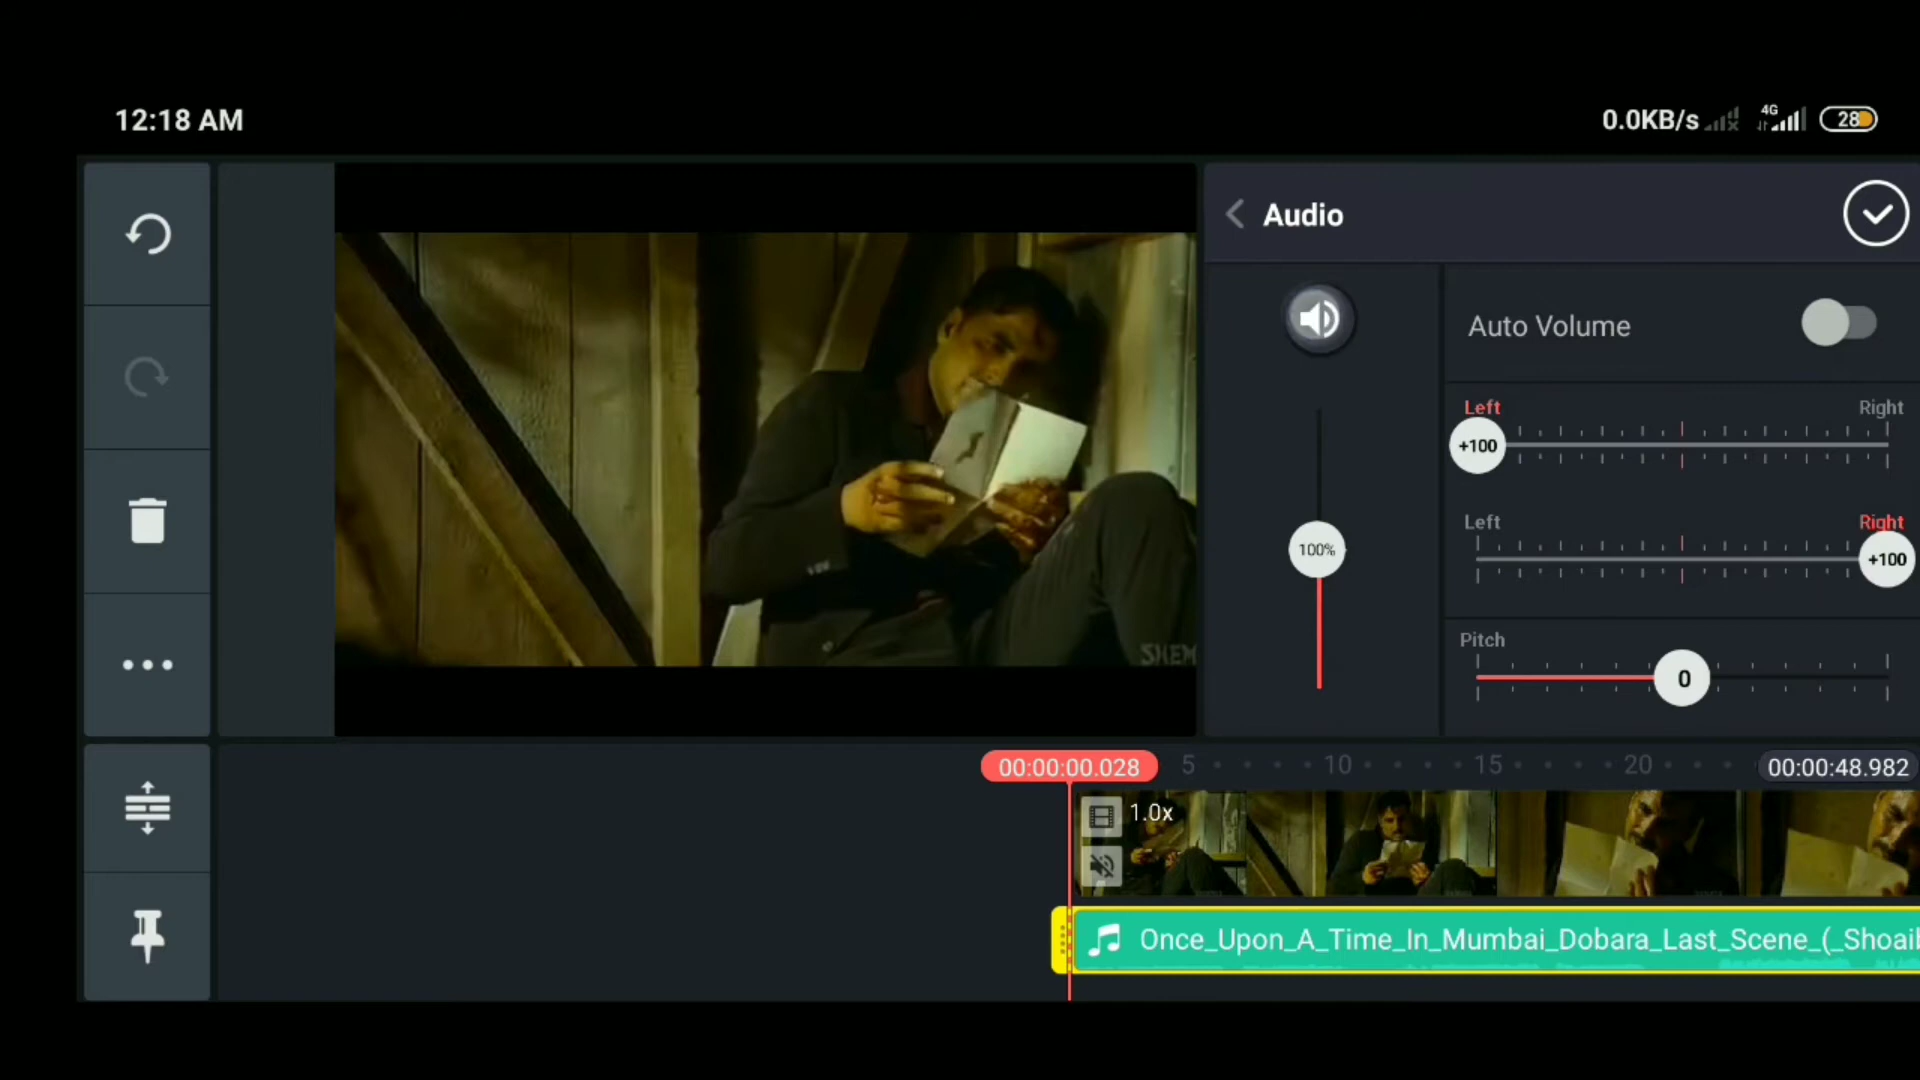 12:18 AM
0.0KB/s 4G 28
Audio
Auto Volume
Left Right
+100
Left Right
+100
100%
Pitch
0
00:00:00.028 5 10 15 20 00:00:48.982
1.0x
SHEM
Once_Upon_A_Time_In_Mumbai_Dobara_Last_Scene_(_Shoaib